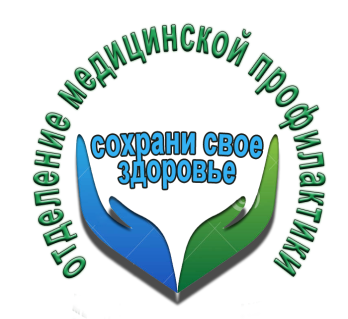 отделение медицинской профилактики
сохрани свое
здоровье